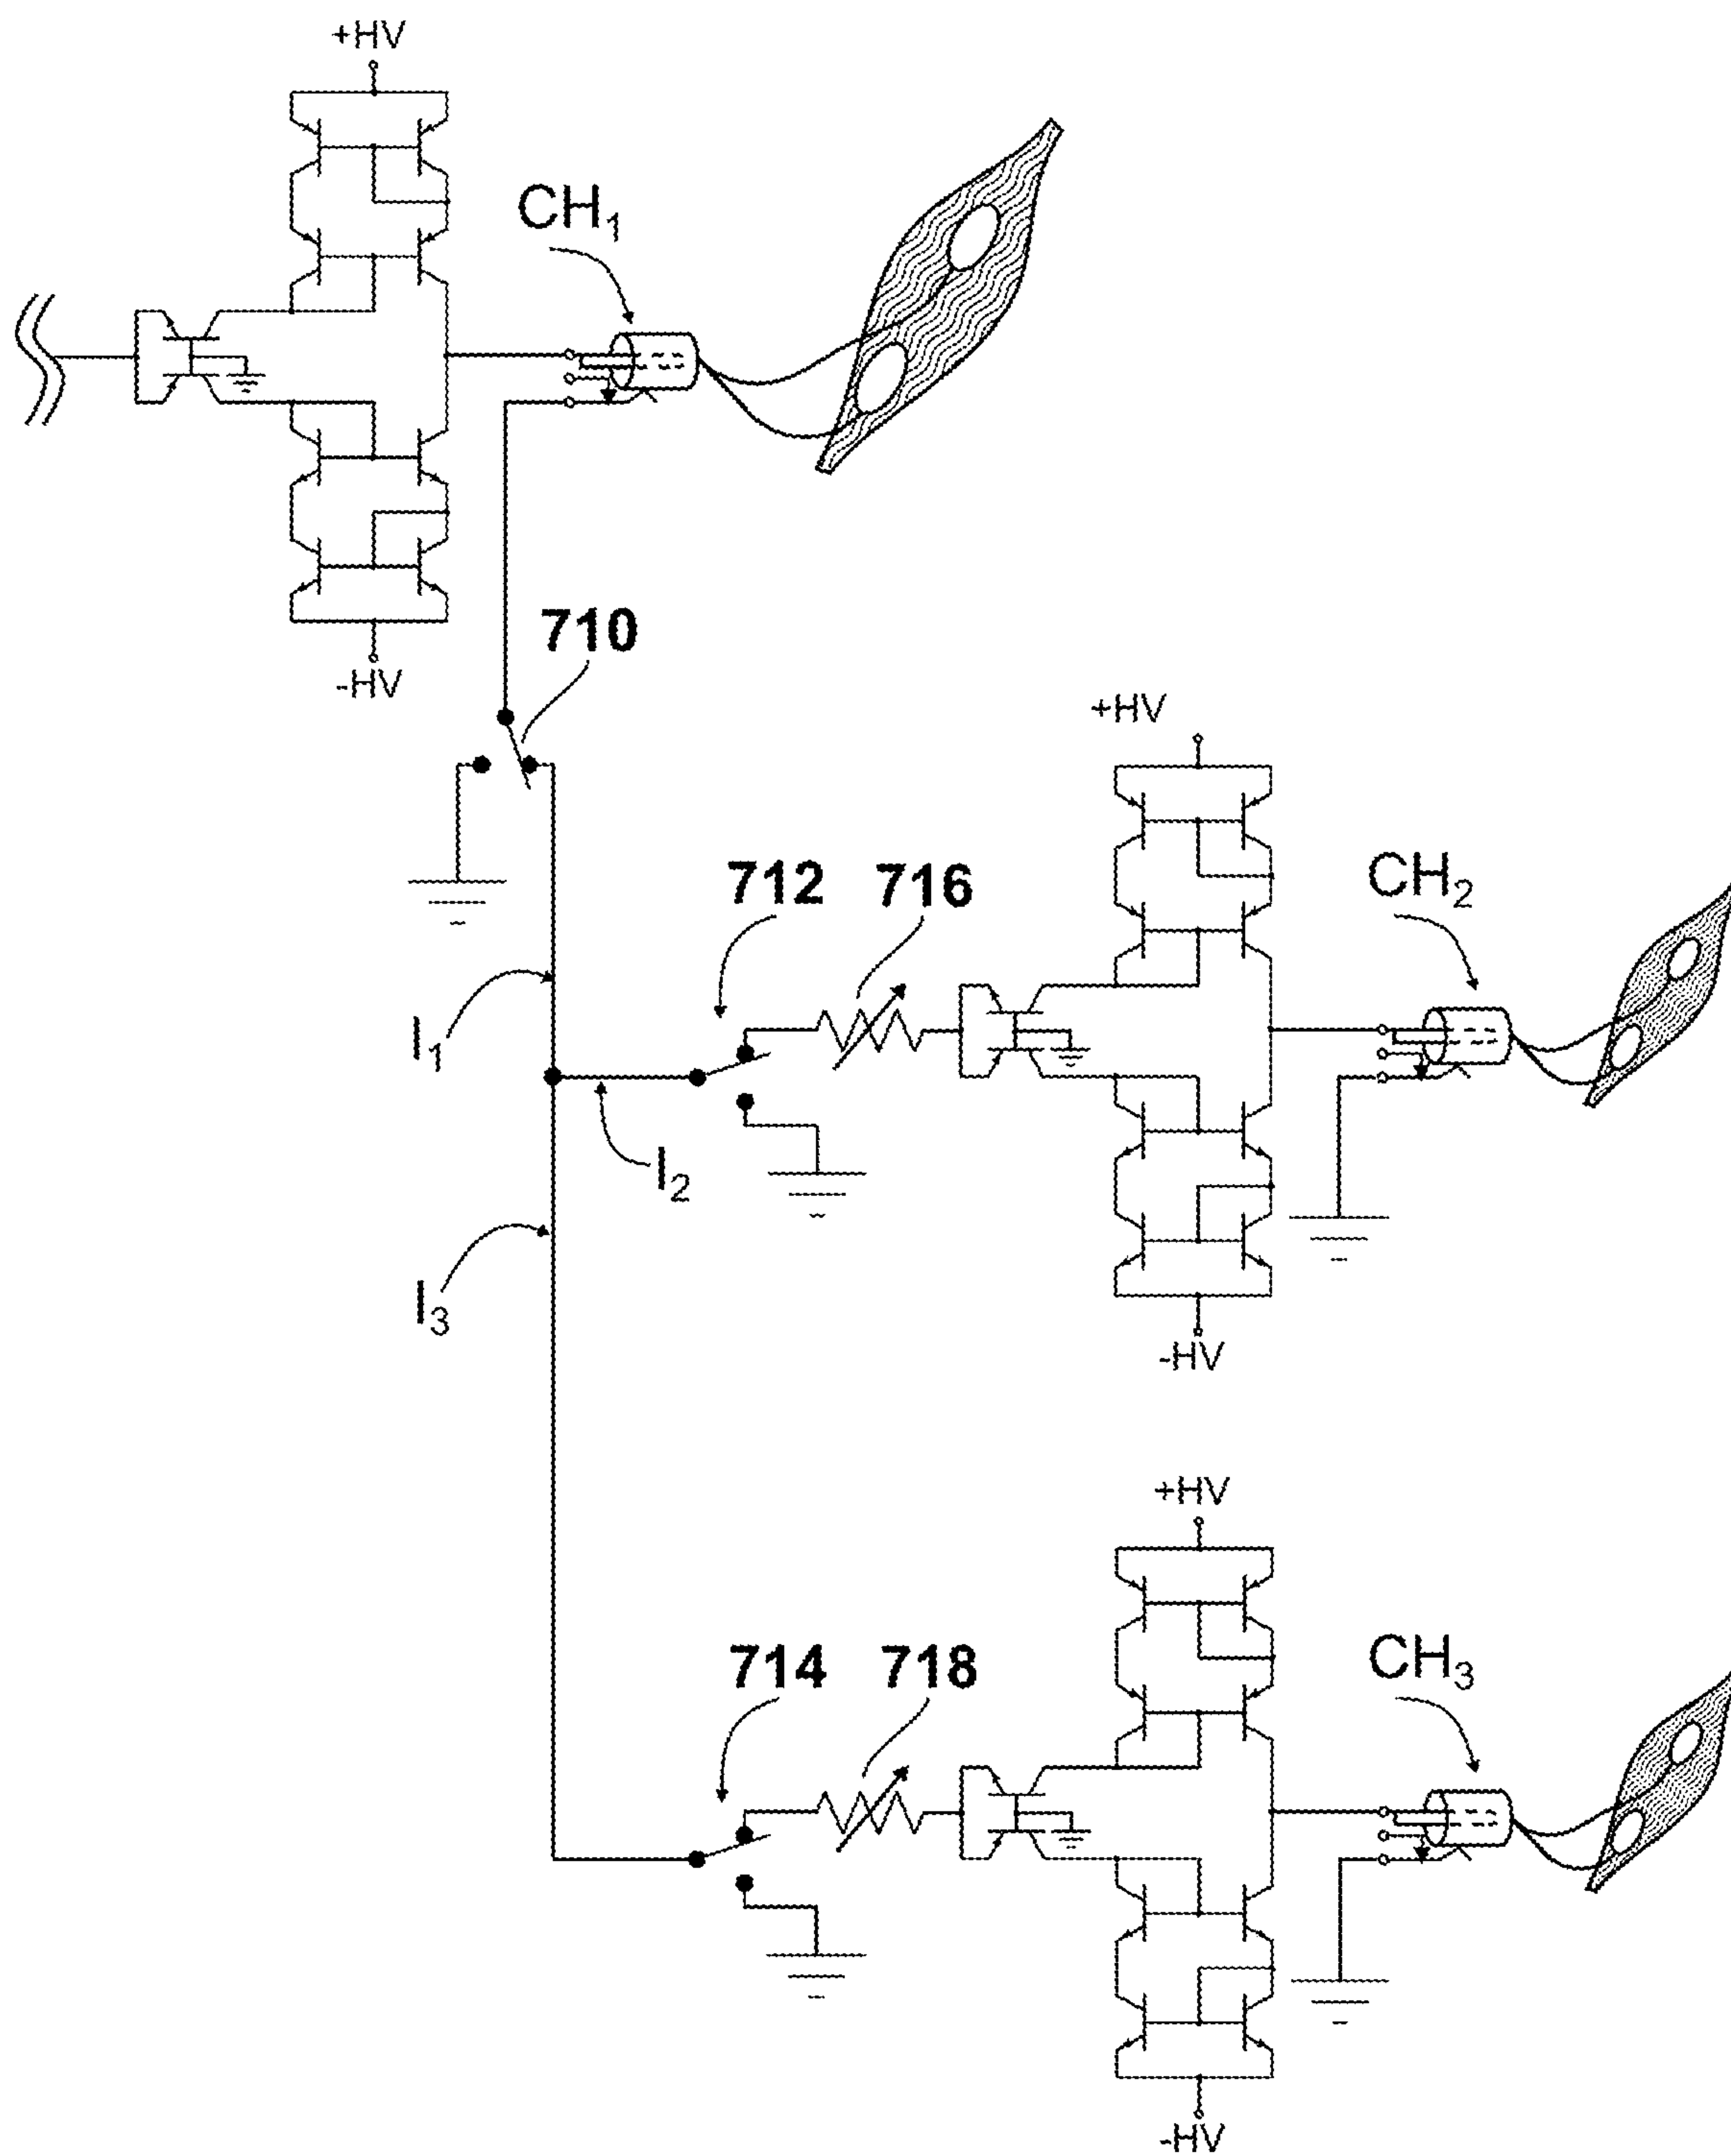 +HV
CH₁
-HV
710
+HV
712
716
CH₂
I₁
I₂
I₃
-HV
+HV
714
718
CH₃
-HV